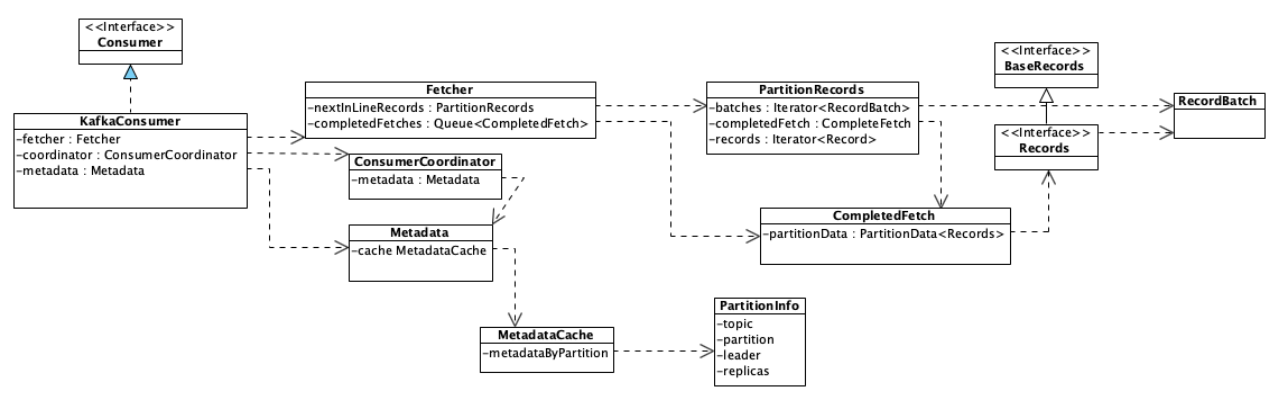 <<Interface>>
Consumer
KafkaConsumer
-fetcher : Fetcher
-coordinator : ConsumerCoordinator
-metadata : Metadata
Fetcher
-nextInLineRecords : PartitionRecords
-completedFetches : Queue<CompletedFetch>
ConsumerCoordinator
-metadata : Metadata
Metadata
-cache MetadataCache
MetadataCache
-metadataByPartition
PartitionInfo
-topic
-partition
-leader
-replicas
PartitionRecords
-batches : Iterator<RecordBatch>
-completedFetch : CompleteFetch
-records : Iterator<Record>
CompletedFetch
-partitionData : PartitionData<Records>
<<Interface>>
BaseRecords
<<Interface>>
Records
RecordBatch